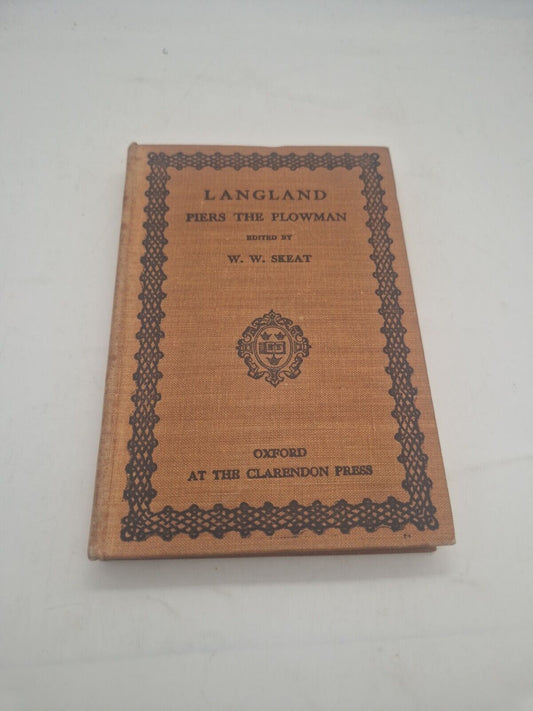 LANGLAND
PIERS THE PLOWMAN
EDITED BY
W. W. SKEAT
OXFORD
AT THE CLARENDON PRESS